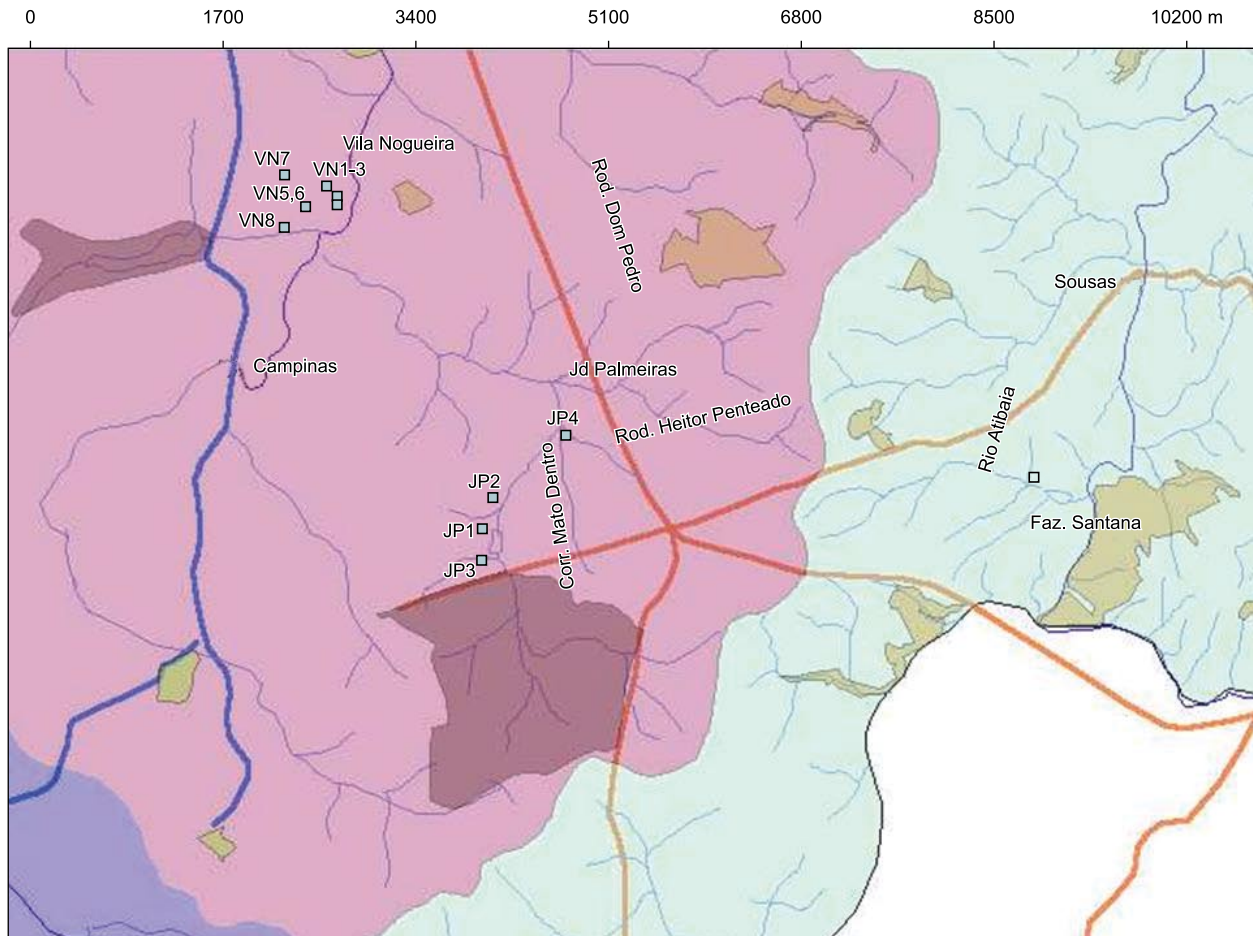 0 1700 3400 5100 6800 8500 10200 m
Vila Nogueira
VN7
VN1-3
VN5,6
VN8
Rod. Dom Pedro
Sousas
Campinas
Jd Palmeiras
Rod. Heitor Penteado
JP4
Rio Atibaia
Corr. Mato Dentro
JP2
JP1
Faz. Santana
JP3